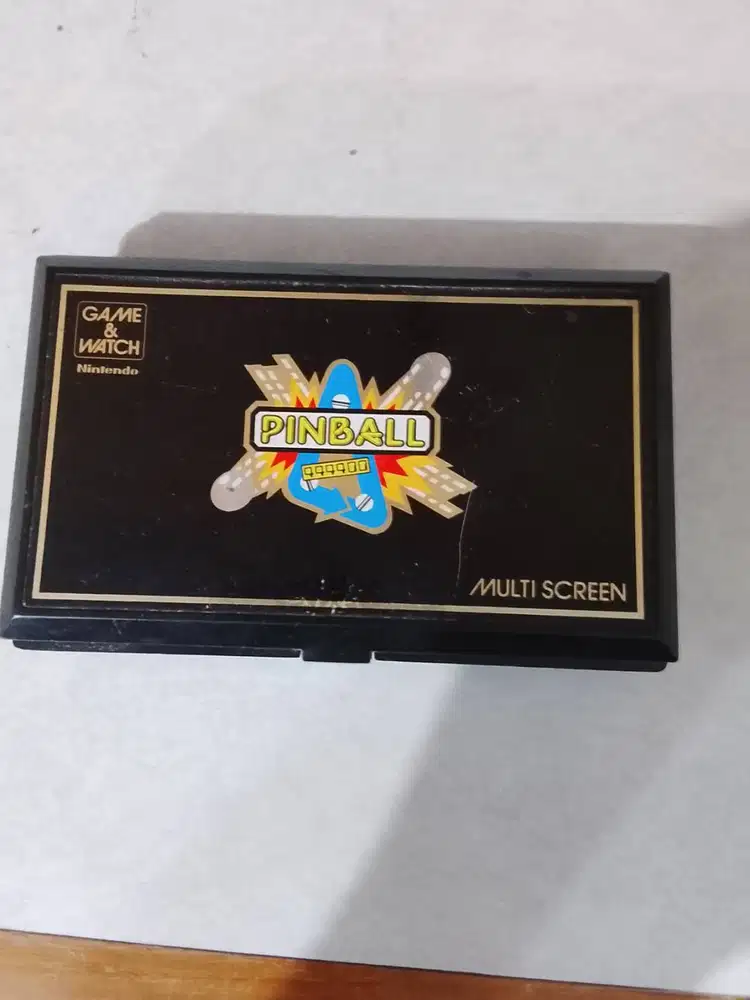 GAME
&
WATCH
Nintendo
PINBALL
MULTI SCREEN